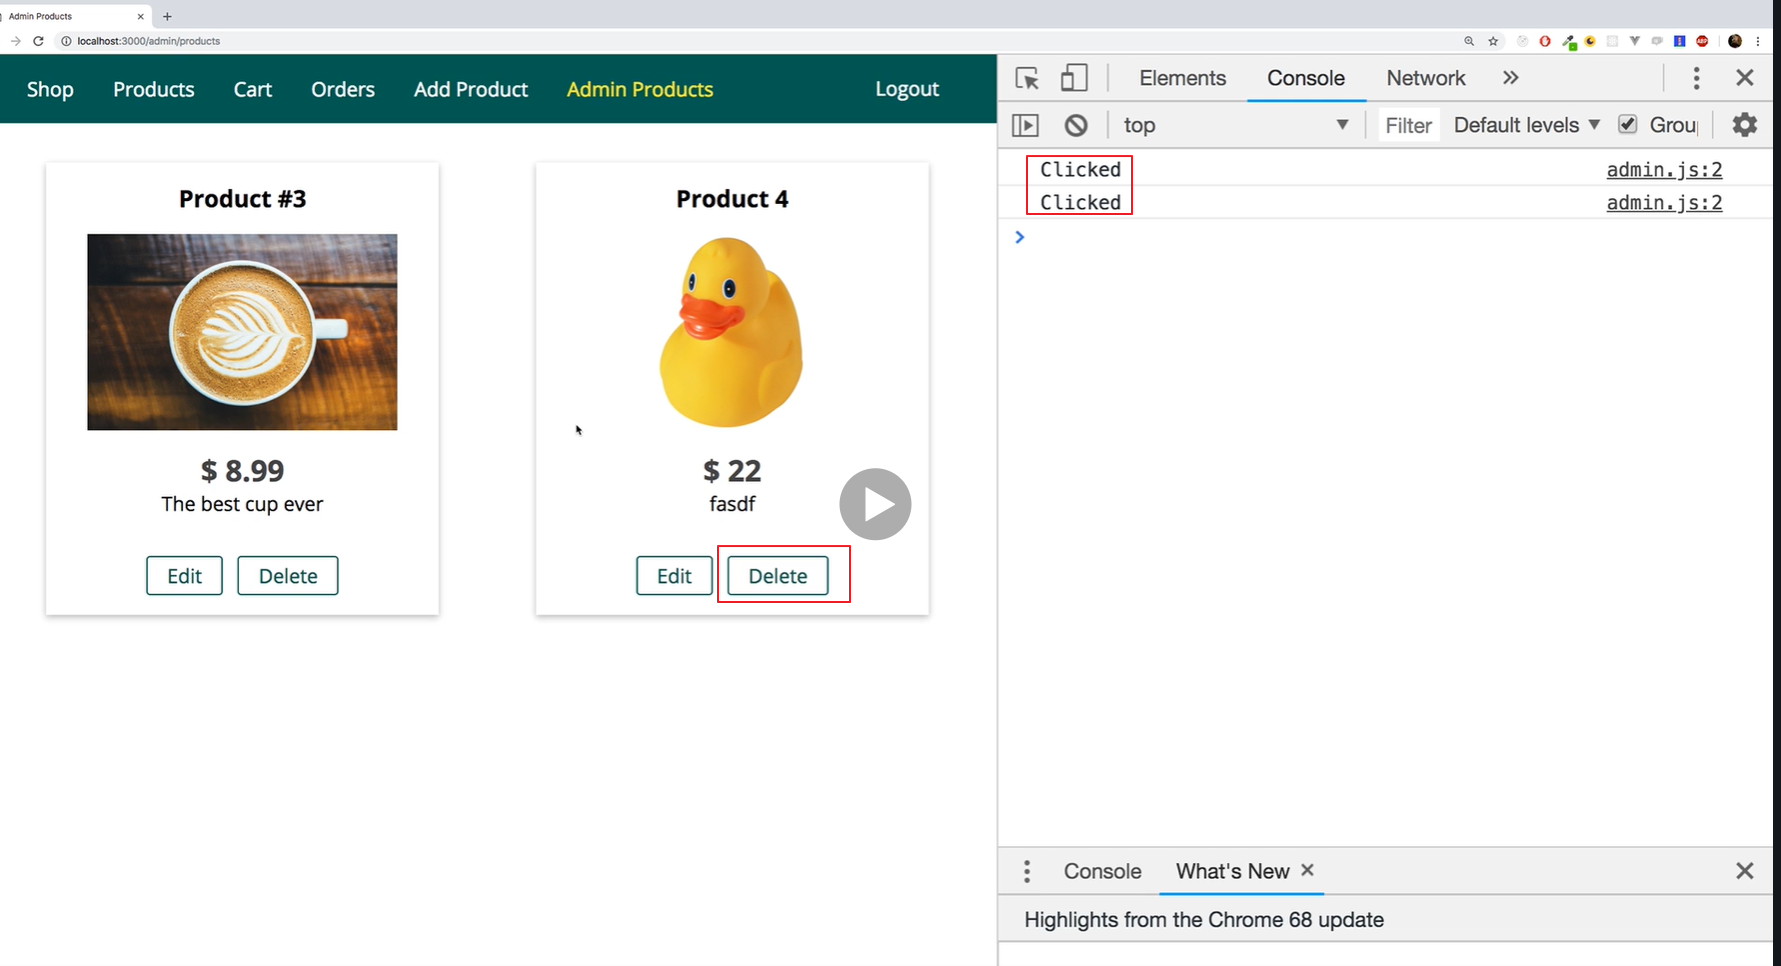 Admin Products
localhost:3000/admin/products
Shop Products Cart Orders Add Product Admin Products Logout
Product #3
$ 8.99
The best cup ever
Edit Delete
Product 4
$ 22
fasdf
Edit Delete
Elements Console Network
top Filter Default levels Grou
Clicked admin.js:2
Clicked admin.js:2
Console What's New
Highlights from the Chrome 68 update